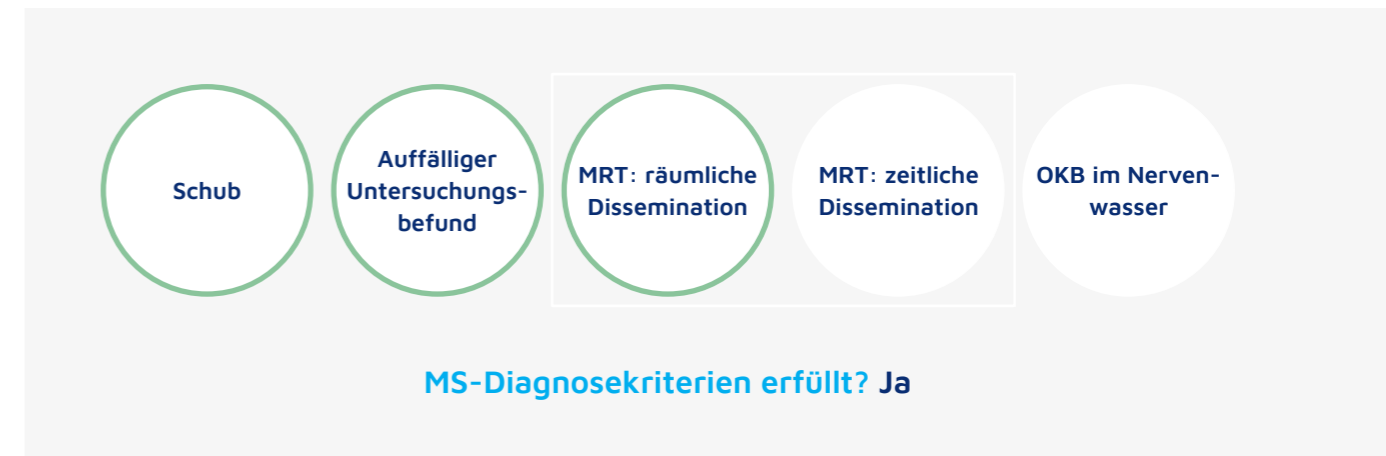 Schub
Auffälliger
Untersuchungs-
befund
MRT: räumliche
Dissemination
MRT: zeitliche
Dissemination
OKB im Nerven-
wasser
MS-Diagnosekriterien erfüllt? Ja